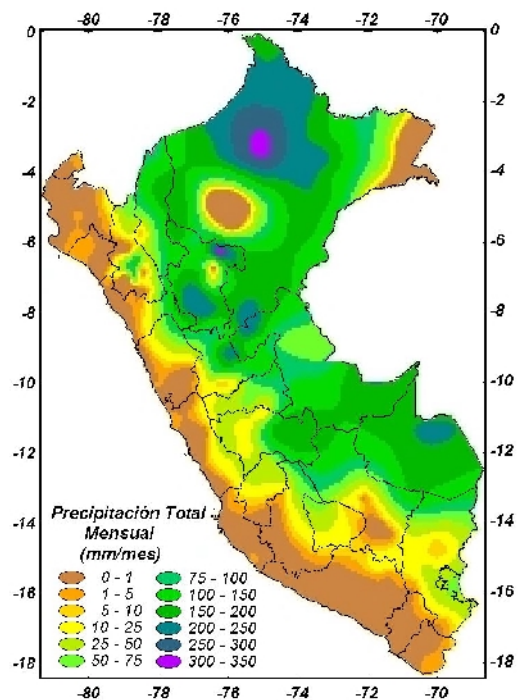 -80 -78 -76 -74 -72 -70
0 0
-2 -2
-4 -4
-6 -6
-8 -8
-10 -10
-12 -12
-14 -14
-16 -16
-18 -18
Precipitación Total
Mensual
(mm/mes)
0 - 1 75 - 100
1 - 5 100 - 150
5 - 10 150 - 200
10 - 25 200 - 250
25 - 50 250 - 300
50 - 75 300 - 350
-80 -78 -76 -74 -72 -70